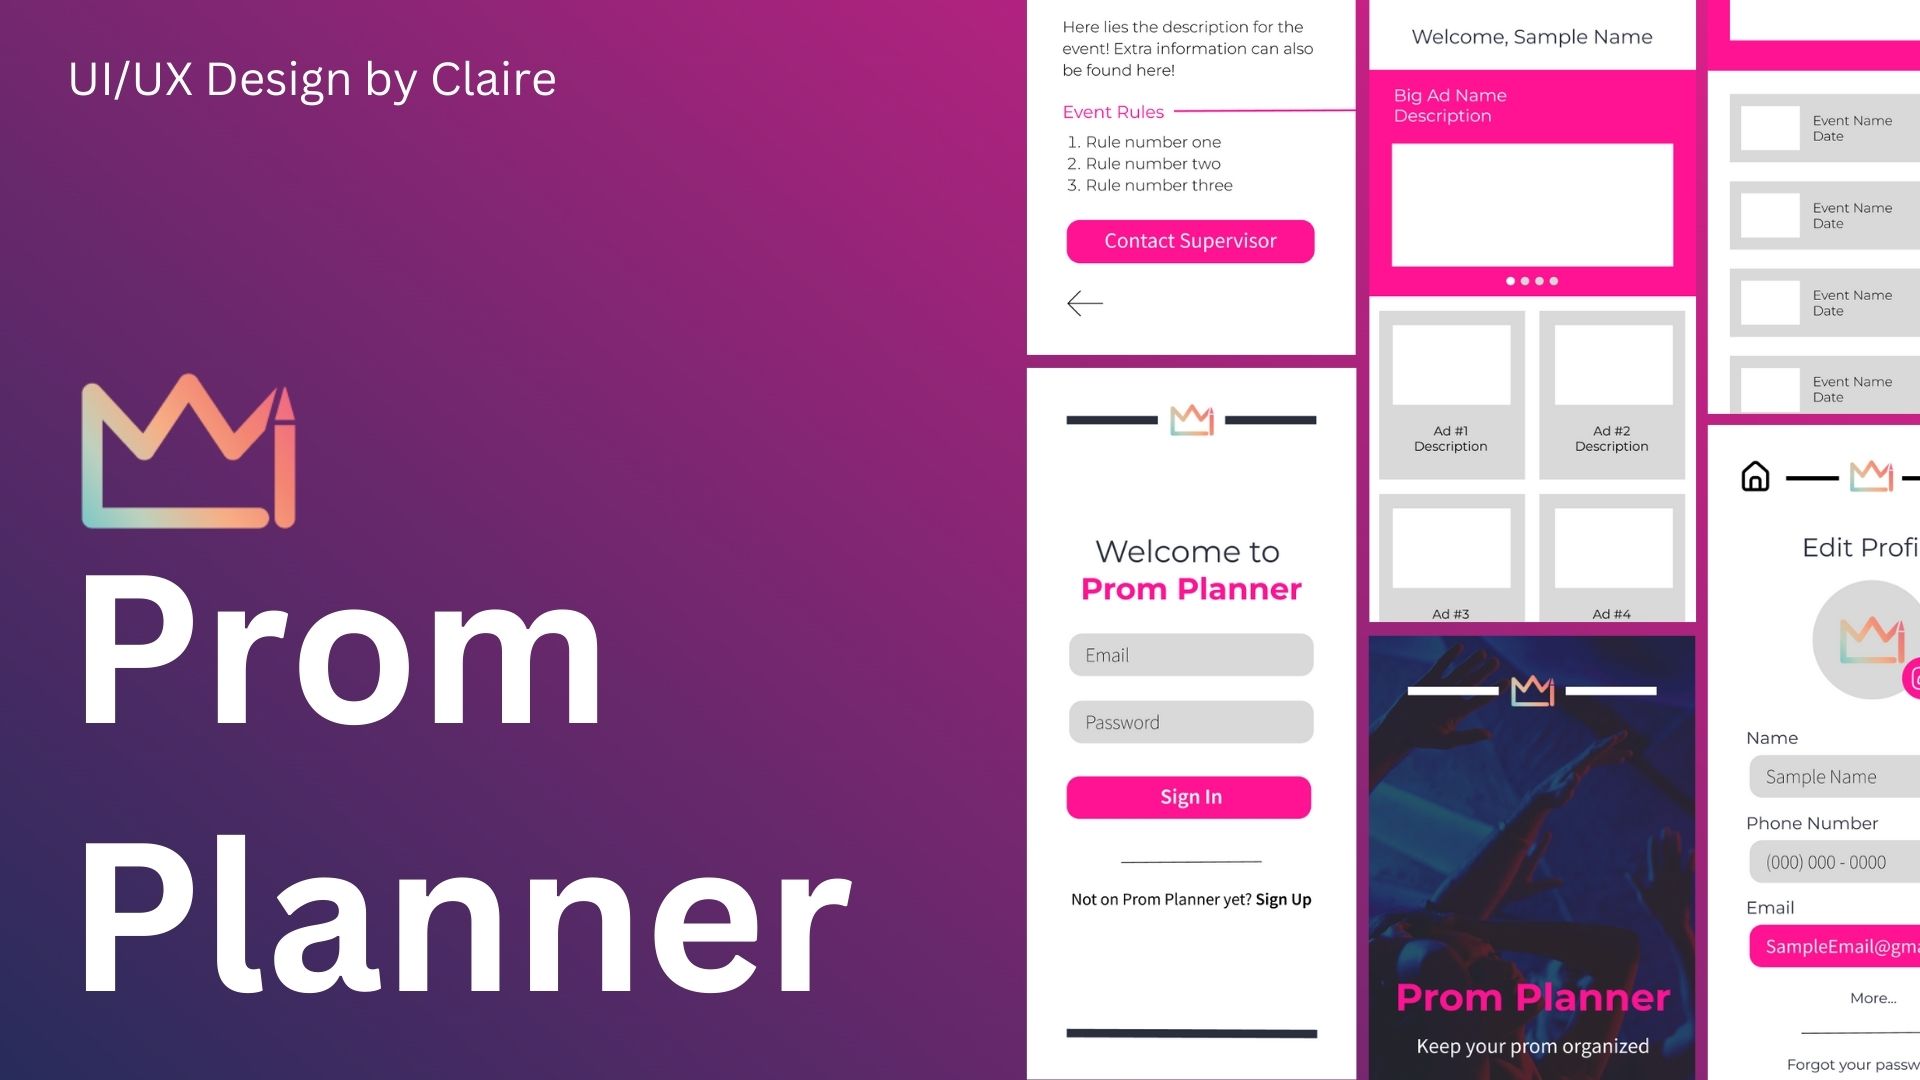 UI/UX Design by Claire
Prom
Planner
Here lies the description for the
event! Extra information can also
be found here!
Event Rules
1. Rule number one
2. Rule number two
3. Rule number three
Contact Supervisor
Welcome to
Prom Planner
Email
Password
Sign In
Not on Prom Planner yet? Sign Up
Welcome, Sample Name
Big Ad Name
Description
Ad #1
Description
Ad #2
Description
Ad #3
Ad #4
Prom Planner
Keep your prom organized
Event Name
Date
Event Name
Date
Event Name
Date
Event Name
Date
Edit Profi
Name
Sample Name
Phone Number
(000) 000 - 0000
Email
SampleEmail@gma
More...
Forgot your passw